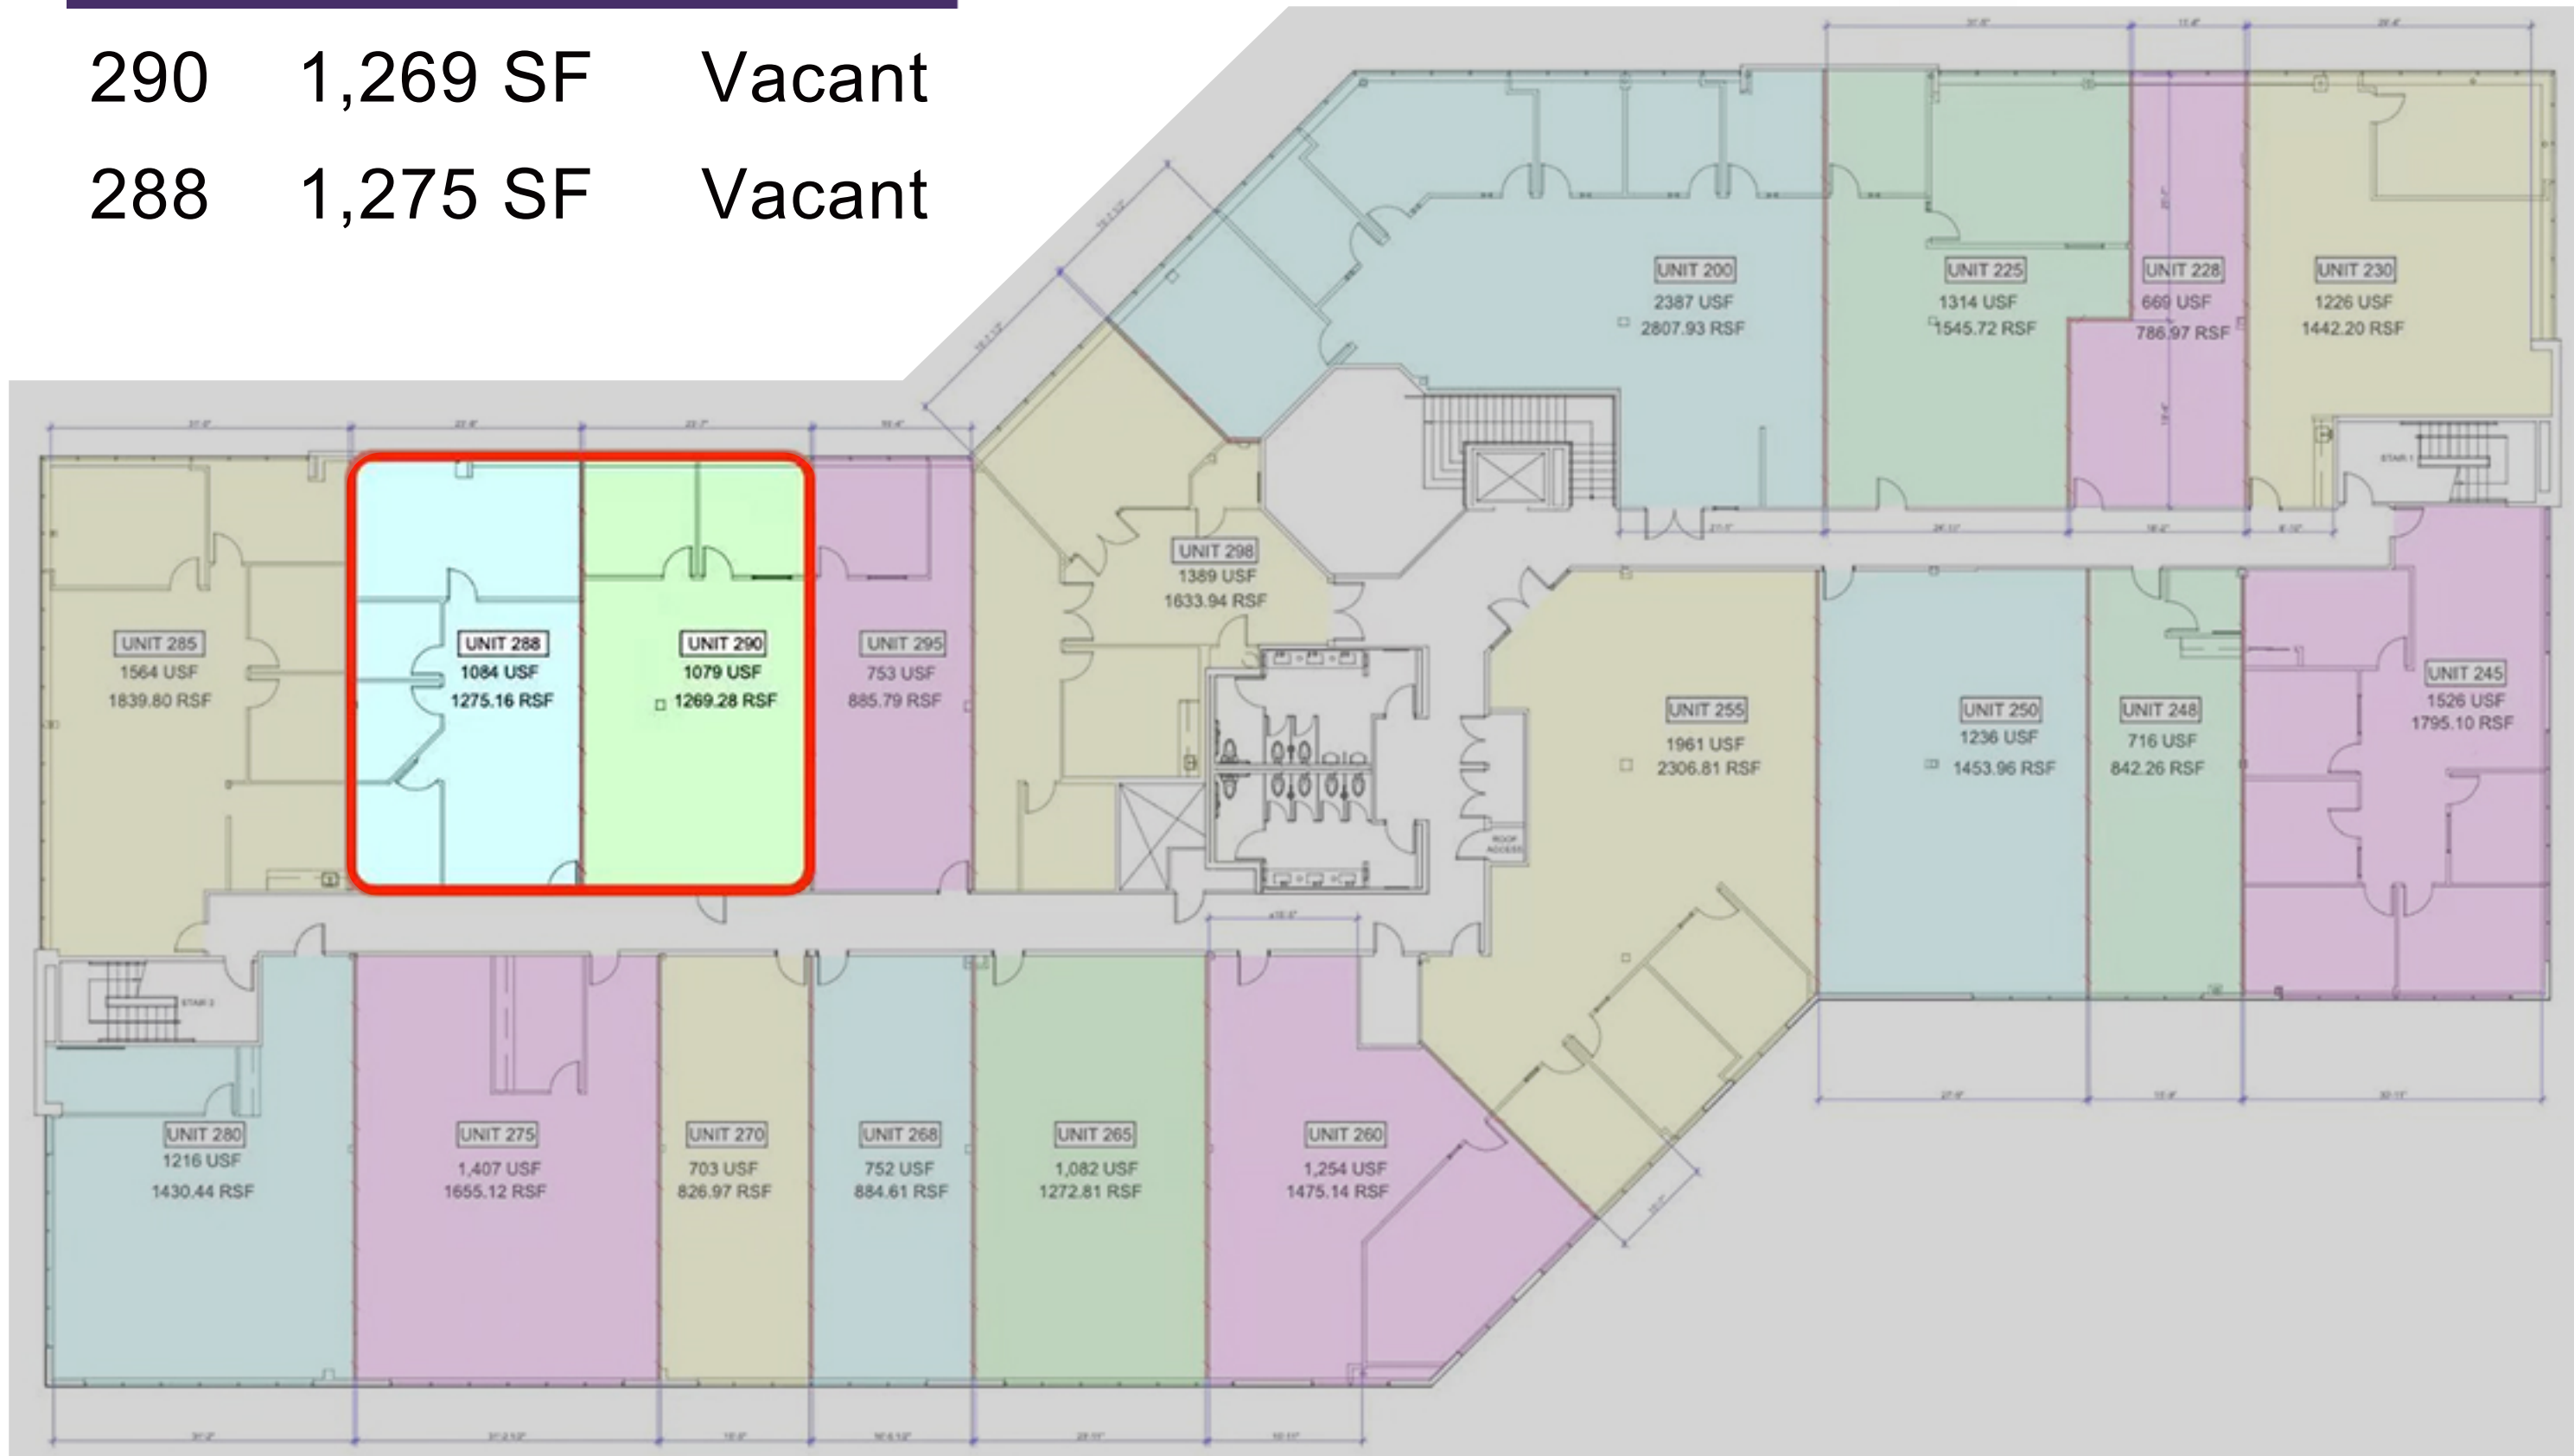 290 1,269 SF Vacant
288 1,275 SF Vacant
UNIT 200
2387 USF
2807.93 RSF
UNIT 225
1314 USF
1545.72 RSF
UNIT 228
669 USF
786.97 RSF
UNIT 230
1226 USF
1442.20 RSF
STAIR 1
UNIT 285
1564 USF
1839.80 RSF
UNIT 288
1084 USF
1275.16 RSF
UNIT 290
1079 USF
1269.28 RSF
UNIT 295
753 USF
885.79 RSF
UNIT 298
1389 USF
1633.94 RSF
UNIT 255
1961 USF
2306.81 RSF
UNIT 250
1236 USF
1453.96 RSF
UNIT 248
716 USF
842.26 RSF
UNIT 245
1526 USF
1795.10 RSF
ROOF
ACCESS
STAIR 2
UNIT 280
1216 USF
1430.44 RSF
UNIT 275
1,407 USF
1655.12 RSF
UNIT 270
703 USF
826.97 RSF
UNIT 268
752 USF
884.61 RSF
UNIT 265
1,082 USF
1272.81 RSF
UNIT 260
1,254 USF
1475.14 RSF